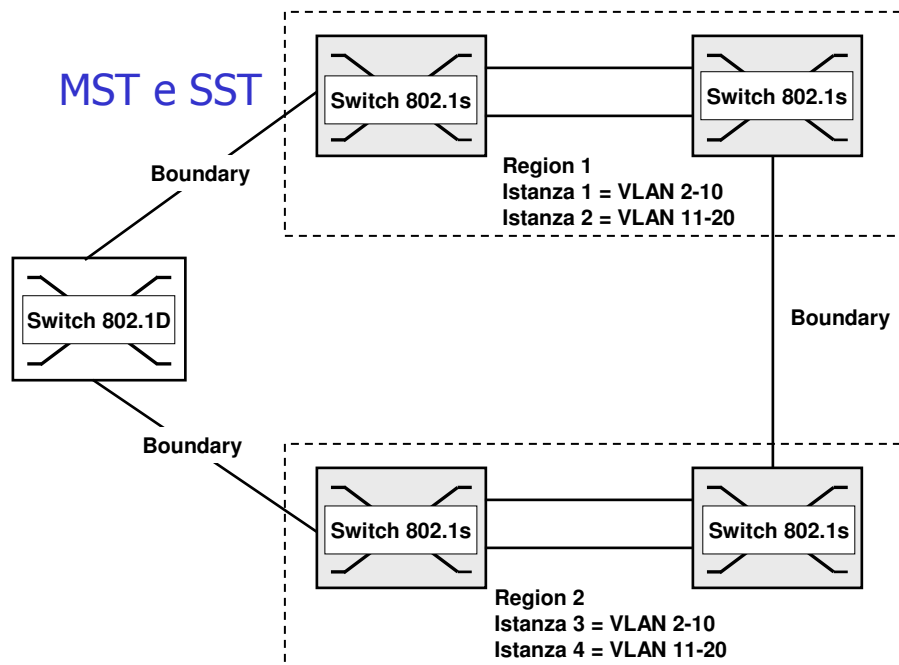 MST e SST
Switch 802.1s
Switch 802.1s
Boundary
Region 1
Istanza 1 = VLAN 2-10
Istanza 2 = VLAN 11-20
Switch 802.1D
Boundary
Boundary
Switch 802.1s
Switch 802.1s
Region 2
Istanza 3 = VLAN 2-10
Istanza 4 = VLAN 11-20